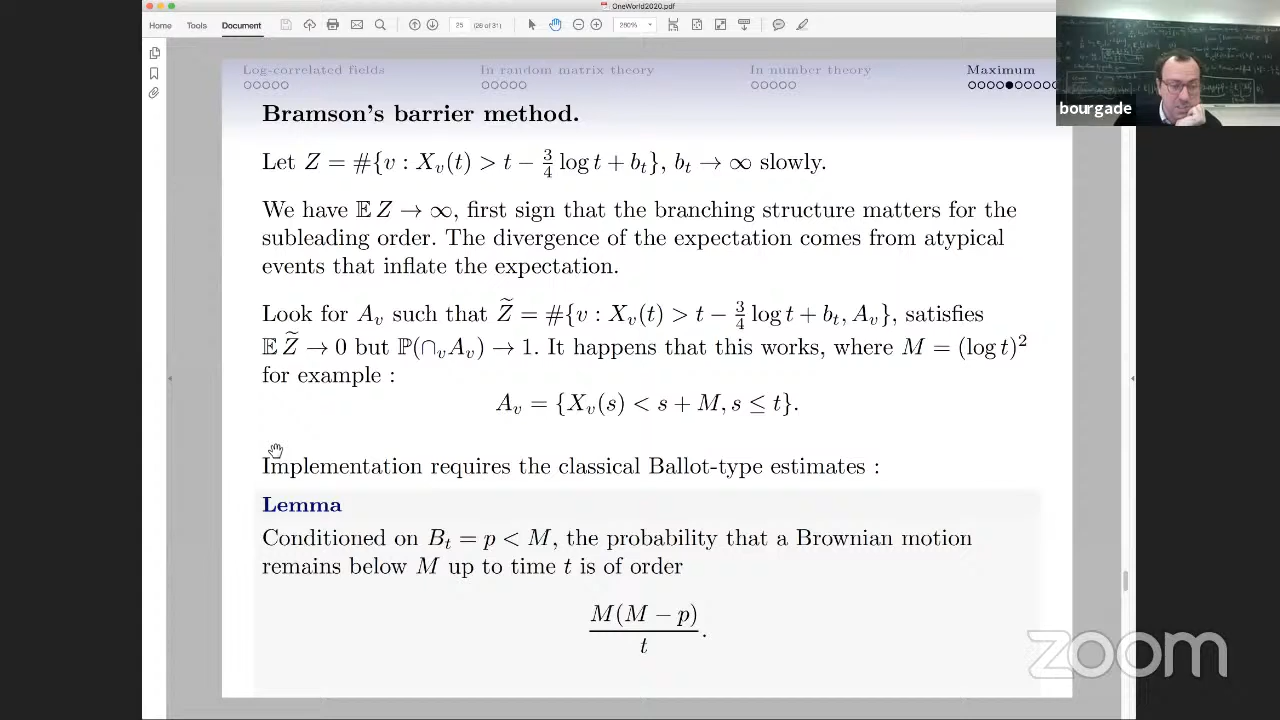 OneWorld2020.pdf
Home Tools Document 25 (26 of 31) 280%
Log-correlated fields In random matrix theory In number theory Maximum
bourgade
Bramson's barrier method.
Let Z = #{v : X_v(t) > t − 3/4 log t + b_t}, b_t → ∞ slowly.
We have 𝔼 Z → ∞, first sign that the branching structure matters for the
subleading order. The divergence of the expectation comes from atypical
events that inflate the expectation.
Look for A_v such that Z̃ = #{v : X_v(t) > t − 3/4 log t + b_t, A_v}, satisfies
𝔼 Z̃ → 0 but ℙ(∩_v A_v) → 1. It happens that this works, where M = (log t)²
for example :
A_v = {X_v(s) < s + M, s ≤ t}.
Implementation requires the classical Ballot-type estimates :
Lemma
Conditioned on B_t = p < M, the probability that a Brownian motion
remains below M up to time t is of order
M(M − p)
t .
zoom